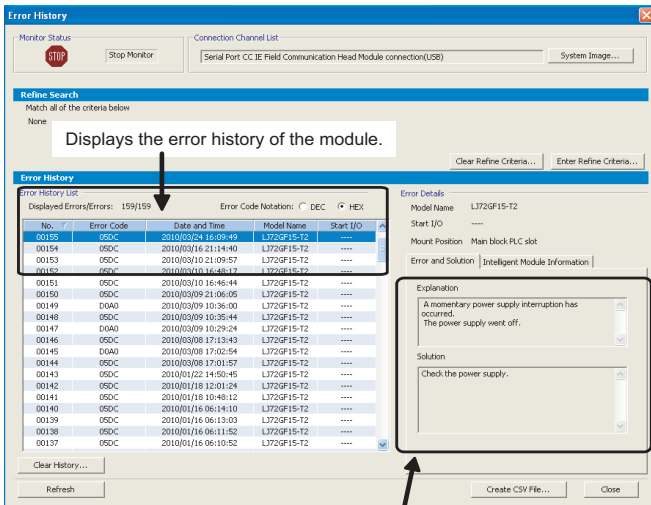 Error History
Monitor Status
STOP
Stop Monitor
Connection Channel List
Serial Port CC IE Field Communication Head Module connection(USB)
System Image...
Refine Search
Match all of the criteria below
None
Displays the error history of the module.
Clear Refine Criteria...
Enter Refine Criteria...
Error History
Error History List
Displayed Errors/Errors: 159/159
Error Code Notation: DEC HEX
No. Error Code Date and Time Model Name Start I/O
00155 05DC 2010/03/24 16:09:49 LJ72GF15-T2 ----
00154 05DC 2010/03/16 21:14:40 LJ72GF15-T2 ----
00153 05DC 2010/03/10 21:09:57 LJ72GF15-T2 ----
00152 05DC 2010/03/10 16:48:17 LJ72GF15-T2 ----
00151 05DC 2010/03/10 16:46:44 LJ72GF15-T2 ----
00150 05DC 2010/03/09 21:06:05 LJ72GF15-T2 ----
00149 D0A0 2010/03/09 10:36:00 LJ72GF15-T2 ----
00148 05DC 2010/03/09 10:35:44 LJ72GF15-T2 ----
00147 D0A0 2010/03/09 10:29:24 LJ72GF15-T2 ----
00146 05DC 2010/03/08 17:13:43 LJ72GF15-T2 ----
00145 D0A0 2010/03/08 17:02:54 LJ72GF15-T2 ----
00144 05DC 2010/03/08 17:01:57 LJ72GF15-T2 ----
00143 05DC 2010/01/22 14:50:45 LJ72GF15-T2 ----
00142 05DC 2010/01/18 12:01:24 LJ72GF15-T2 ----
00141 05DC 2010/01/18 10:48:12 LJ72GF15-T2 ----
00140 05DC 2010/01/16 06:14:10 LJ72GF15-T2 ----
00139 05DC 2010/01/16 06:13:03 LJ72GF15-T2 ----
00138 05DC 2010/01/16 06:11:52 LJ72GF15-T2 ----
00137 05DC 2010/01/16 06:10:52 LJ72GF15-T2 ----
Error Details
Model Name LJ72GF15-T2
Start I/O ----
Mount Position Main block PLC slot
Error and Solution
Intelligent Module Information
Explanation
A momentary power supply interruption has
occurred.
The power supply went off.
Solution
Check the power supply.
Clear History...
Refresh
Create CSV File...
Close